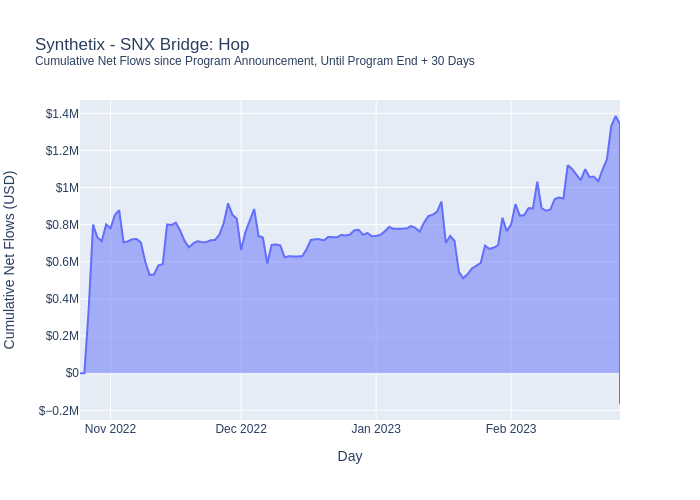 Synthetix - SNX Bridge: Hop
Cumulative Net Flows since Program Announcement, Until Program End + 30 Days
Cumulative Net Flows (USD)
$1.4M
$1.2M
$1M
$0.8M
$0.6M
$0.4M
$0.2M
$0
$−0.2M
Nov 2022
Dec 2022
Jan 2023
Feb 2023
Day